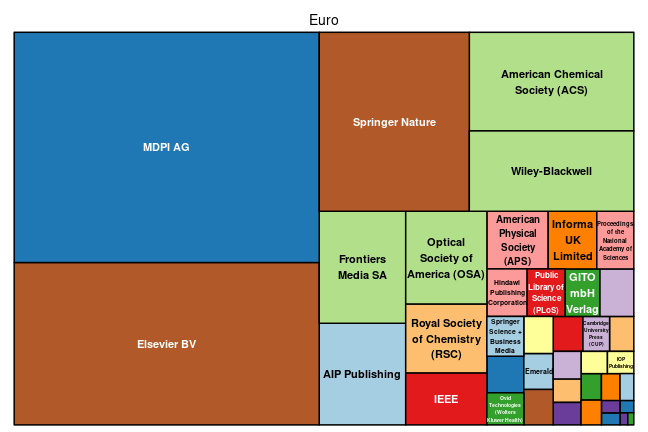 Euro
MDPI AG
Elsevier BV
Springer Nature
American Chemical
Society (ACS)
Wiley-Blackwell
Frontiers
Media SA
AIP Publishing
Optical
Society of
America (OSA)
Royal Society
of Chemistry
(RSC)
IEEE
American
Physical
Society
(APS)
Informa
UK
Limited
Proceedings
of the
National
Academy of
Sciences
Hindawi
Publishing
Corporation
Public
Library of
Science
(PLoS)
GITO
mbH
Verlag
Springer
Science +
Business
Media
Ovid
Technologies
(Wolters
Kluwer Health)
Emerald
Cambridge
University
Press
(CUP)
IOP
Publishing